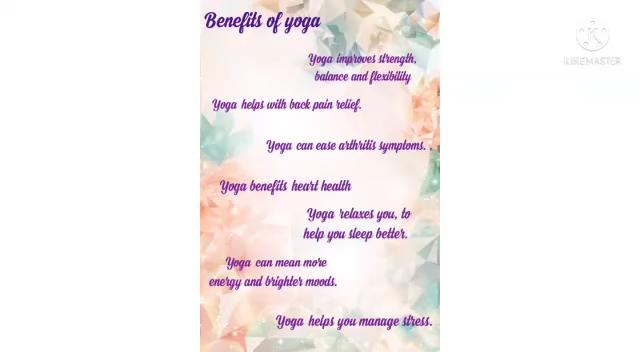 Benefits of yoga
KINEMASTER
Yoga improves strength,
balance and flexibility
Yoga helps with back pain relief.
Yoga can ease arthritis symptoms. .
Yoga benefits heart health
Yoga relaxes you, to
help you sleep better.
Yoga can mean more
energy and brighter moods.
Yoga helps you manage stress.